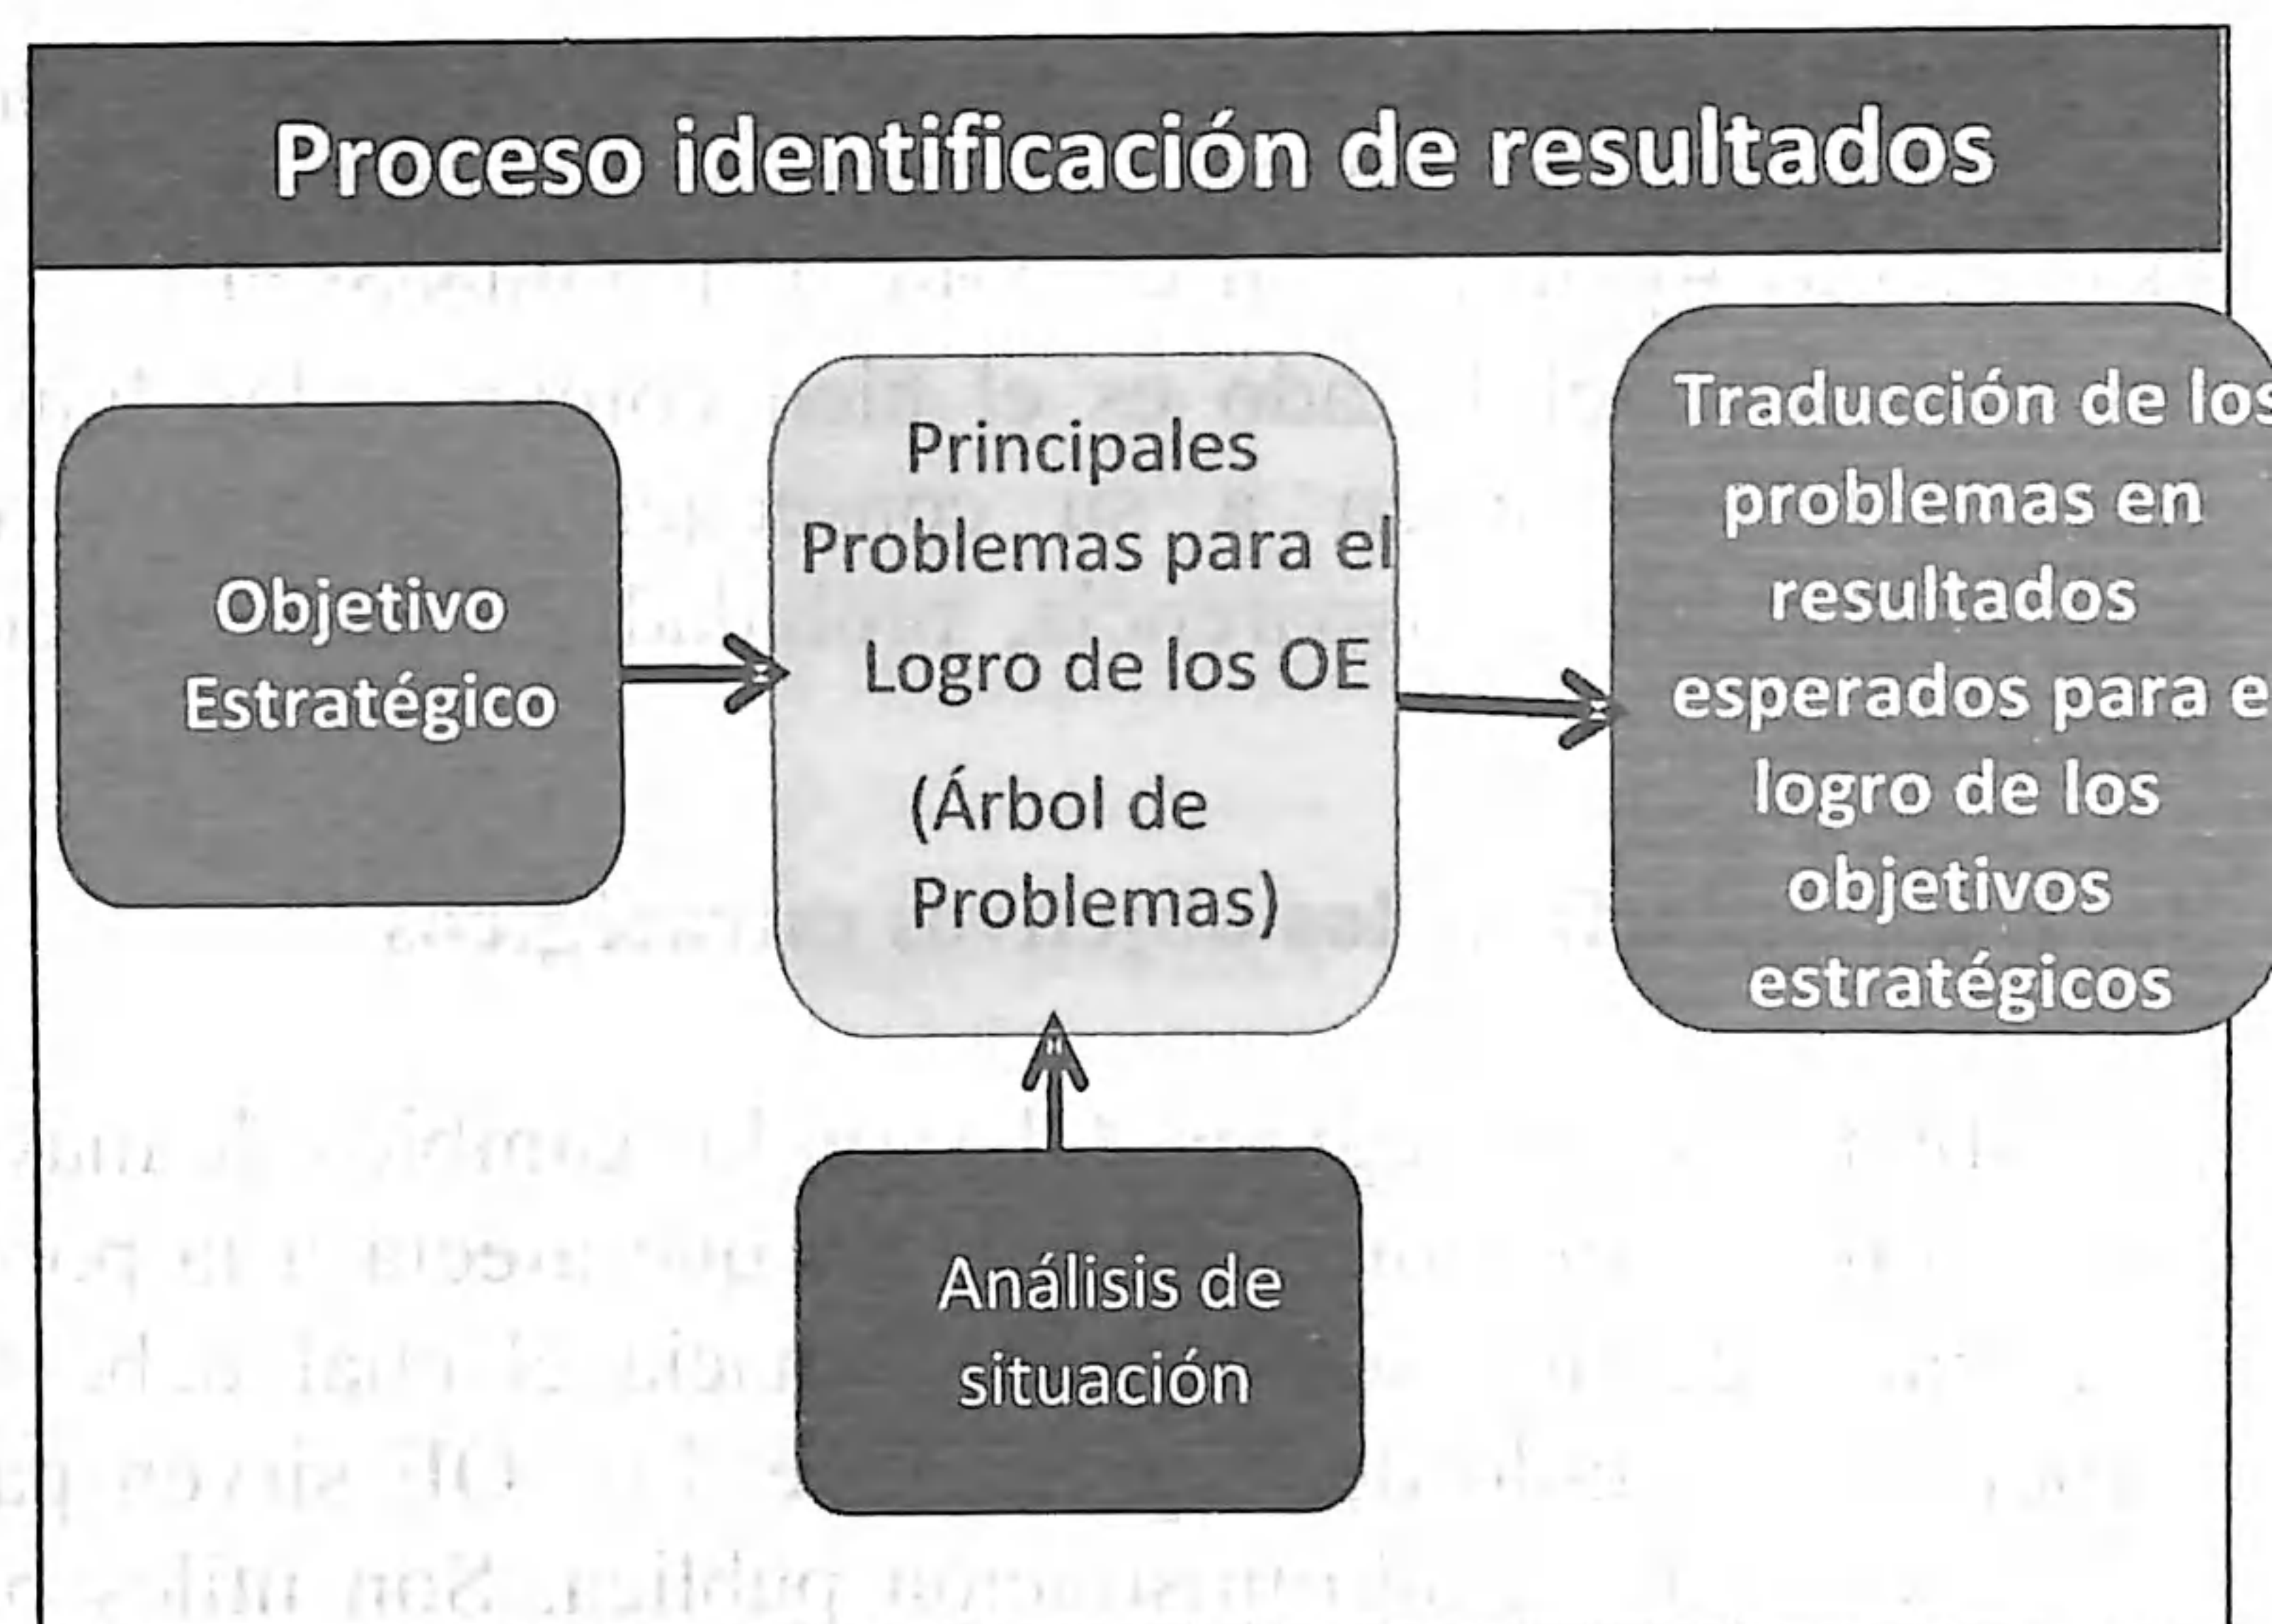 Proceso identificación de resultados
Objetivo
Estratégico
Principales
Problemas para el
Logro de los OE
(Árbol de
Problemas)
Traducción de los
problemas en
resultados
esperados para e
logro de los
objetivos
estratégicos
Análisis de
situación